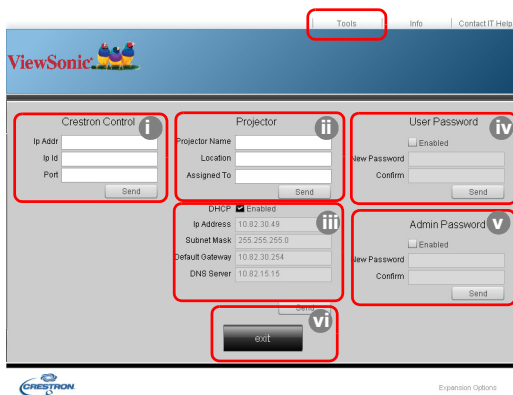 Tools Info Contact IT Help
ViewSonic
Crestron Control i
Ip Addr
Ip Id
Port
Send
Projector ii
Projector Name
Location
Assigned To
Send
DHCP Enabled iii
Ip Address 10.82.30.49
Subnet Mask 255.255.255.0
Default Gateway 10.82.30.254
DNS Server 10.82.15.15
Send
User Password iv
Enabled
New Password
Confirm
Send
Admin Password v
Enabled
New Password
Confirm
Send
vi
exit
CRESTRON
Expansion Options